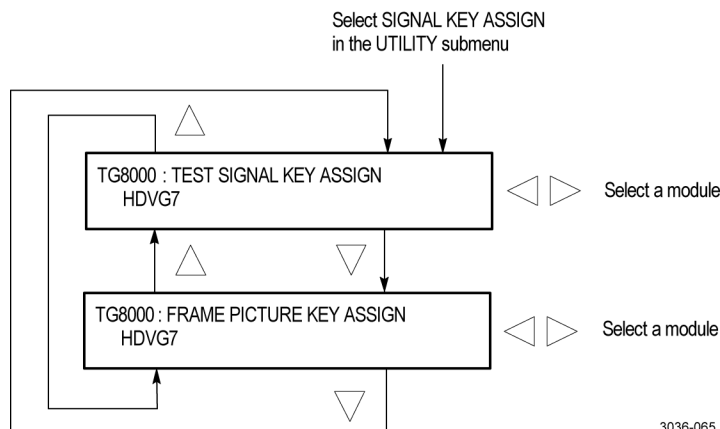 Select SIGNAL KEY ASSIGN
in the UTILITY submenu
TG8000 : TEST SIGNAL KEY ASSIGN
HDVG7
Select a module
TG8000 : FRAME PICTURE KEY ASSIGN
HDVG7
Select a module
3036-065